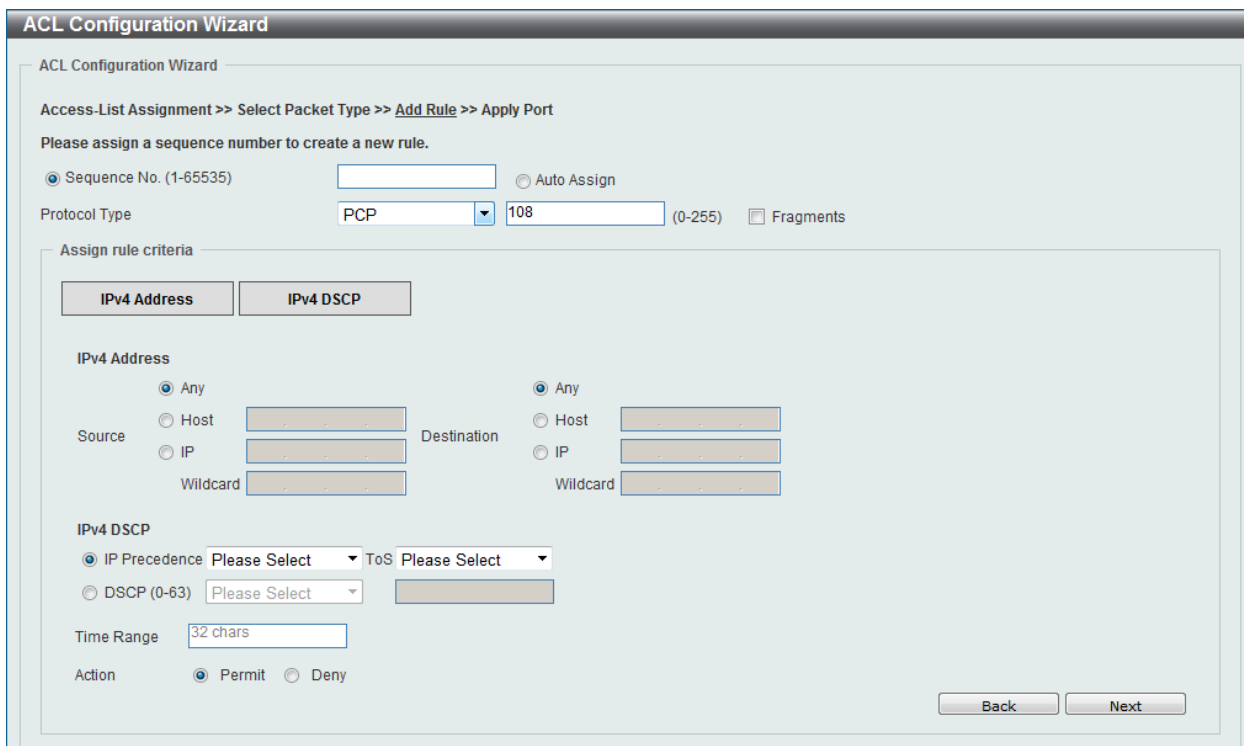 ACL Configuration Wizard
ACL Configuration Wizard
Access-List Assignment >> Select Packet Type >> Add Rule >> Apply Port
Please assign a sequence number to create a new rule.
Sequence No. (1-65535) Auto Assign
Protocol Type PCP 108 (0-255) Fragments
Assign rule criteria
IPv4 Address IPv4 DSCP
IPv4 Address
Any Any
Host . . . Host . . .
Source Destination
IP . . . IP . . .
Wildcard . . . Wildcard . . .
IPv4 DSCP
IP Precedence Please Select ToS Please Select
DSCP (0-63) Please Select
Time Range 32 chars
Action Permit Deny
Back Next